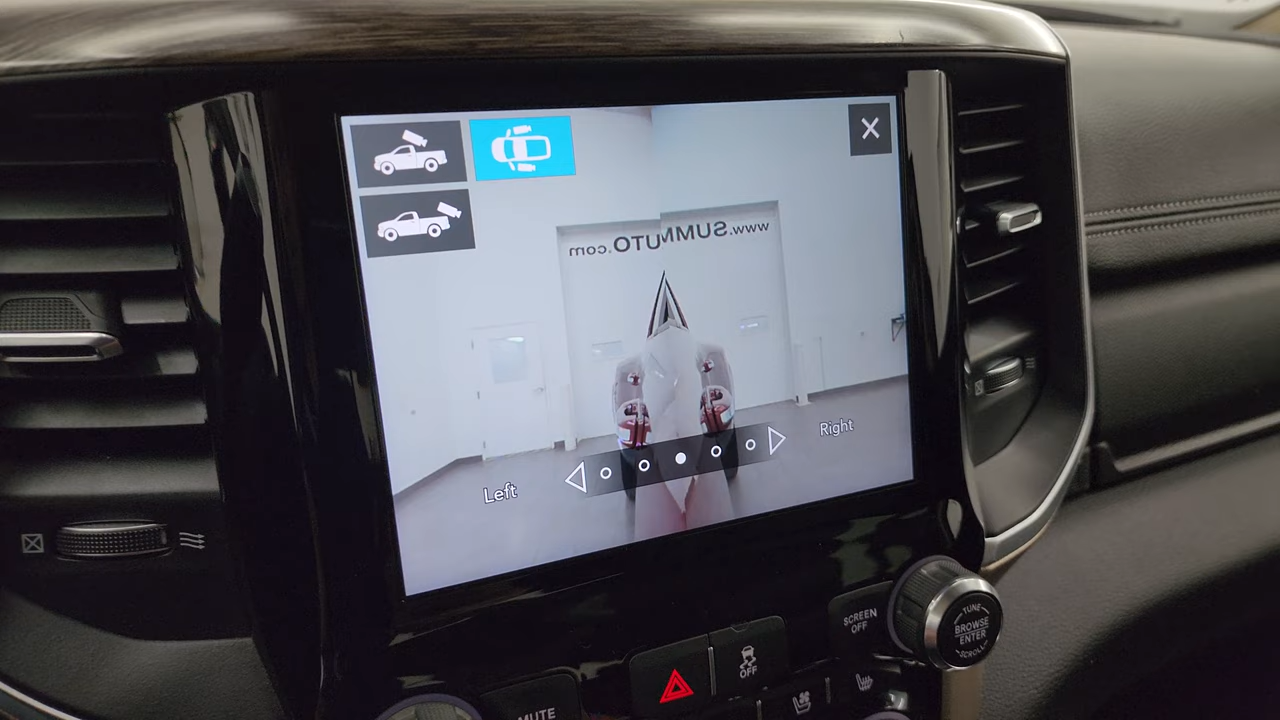 www.SUMMUTO.com
Left
Right
SCREEN
OFF
TUNE
BROWSE
ENTER
SCROLL
OFF
MUTE